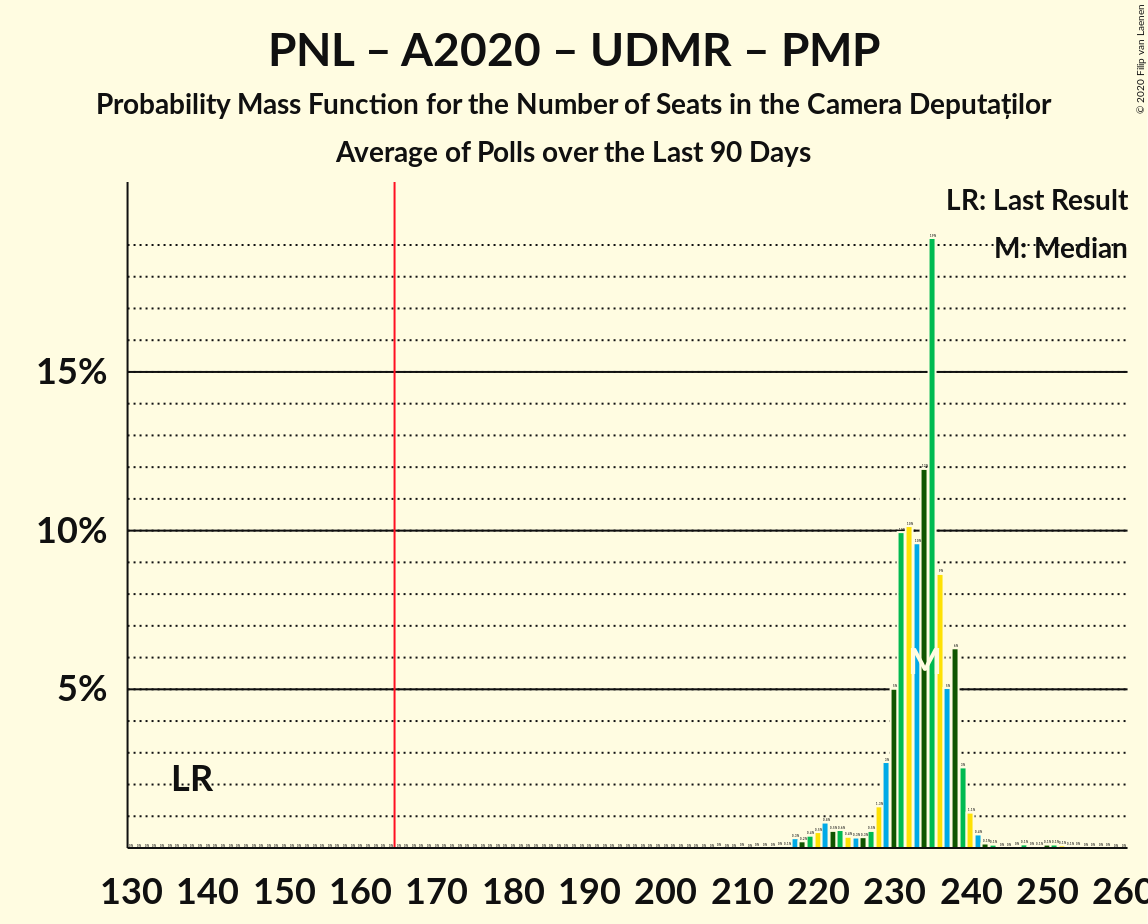 PNL – A2020 – UDMR – PMP
Probability Mass Function for the Number of Seats in the Camera Deputaților
Average of Polls over the Last 90 Days
© 2020 Filip van Laenen
LR: Last Result
M: Median
15%
10%
5%
LR
M
130 140 150 160 170 180 190 200 210 220 230 240 250 260